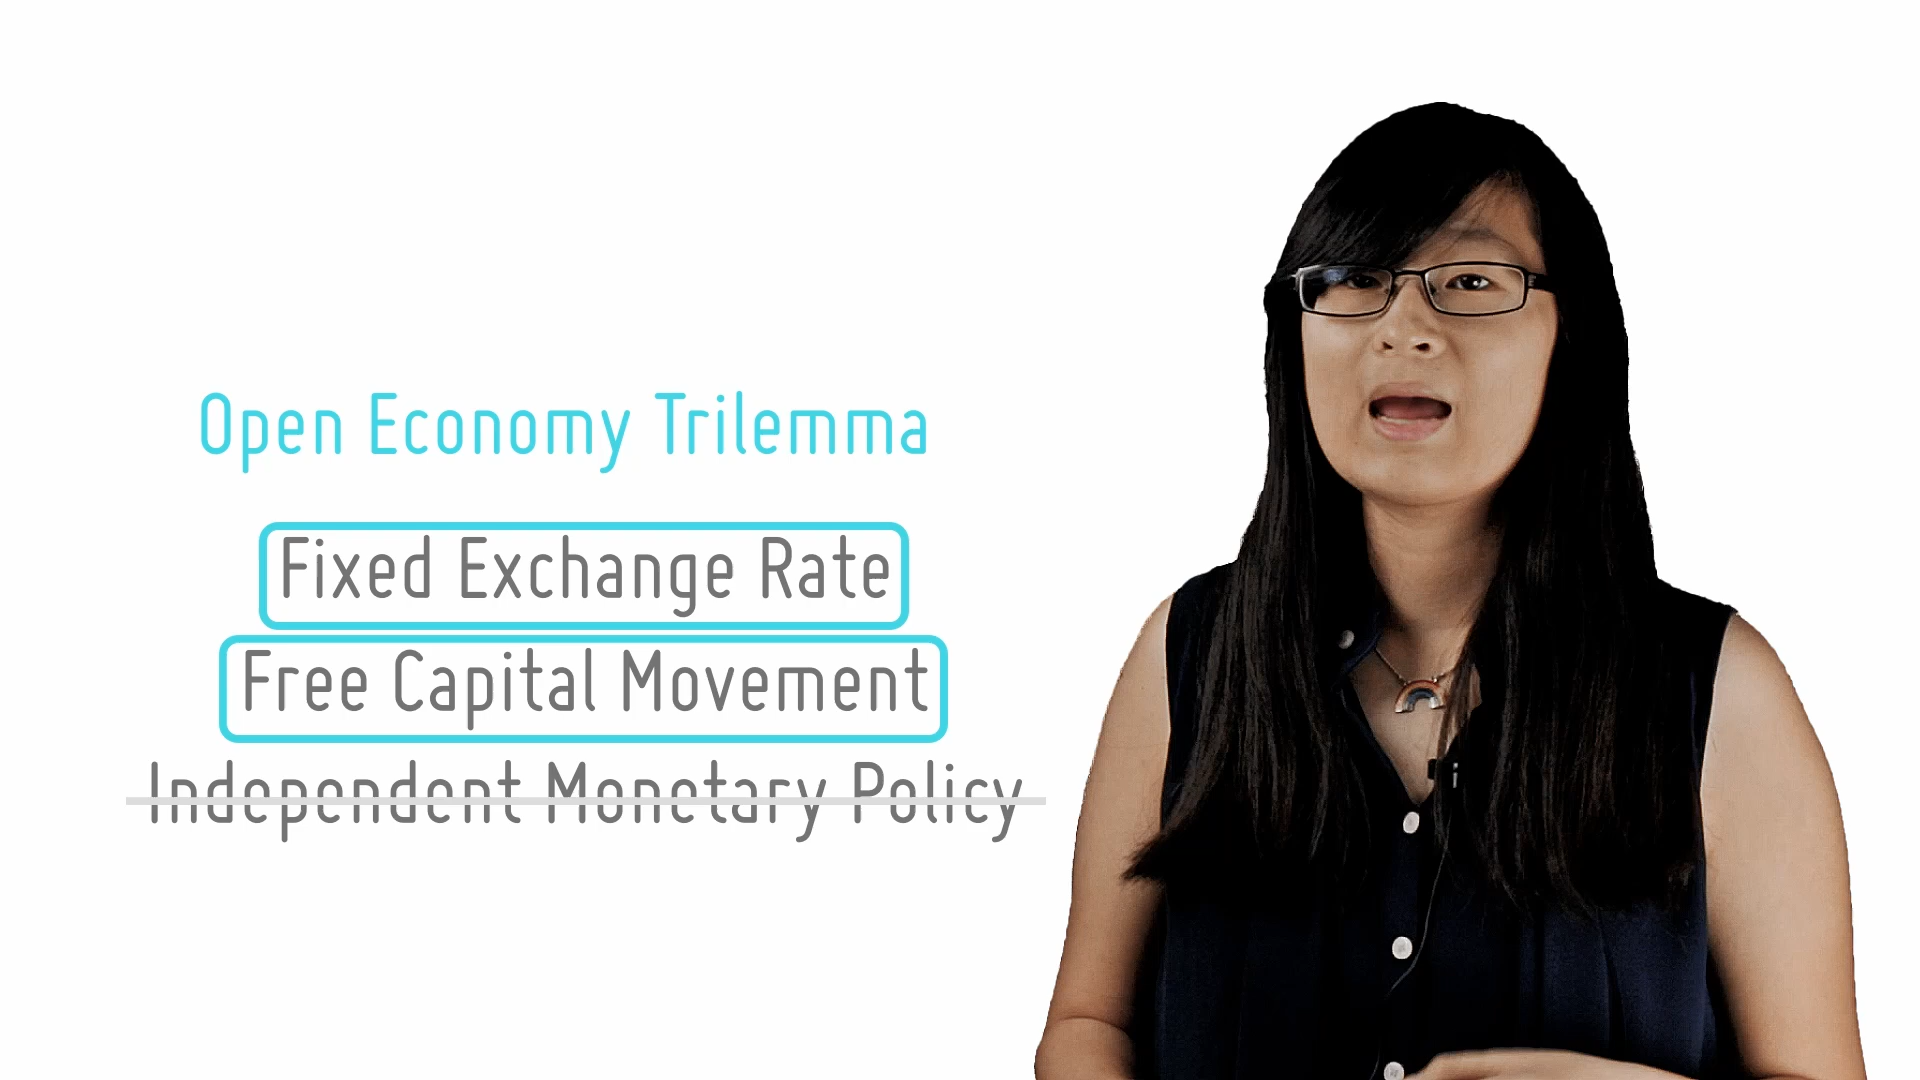 Open Economy Trilemma
Fixed Exchange Rate
Free Capital Movement
Independent Monetary Policy